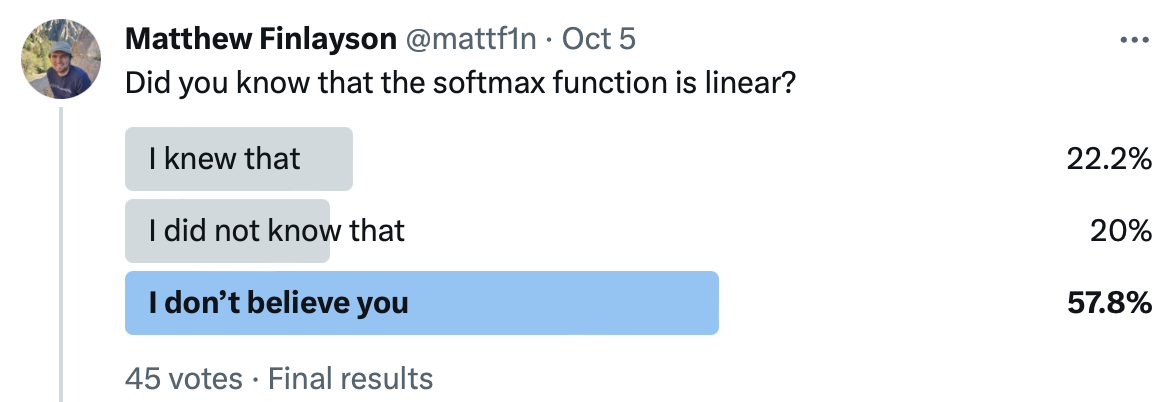 Matthew Finlayson @mattf1n · Oct 5
Did you know that the softmax function is linear?
I knew that 22.2%
I did not know that 20%
I don’t believe you 57.8%
45 votes · Final results